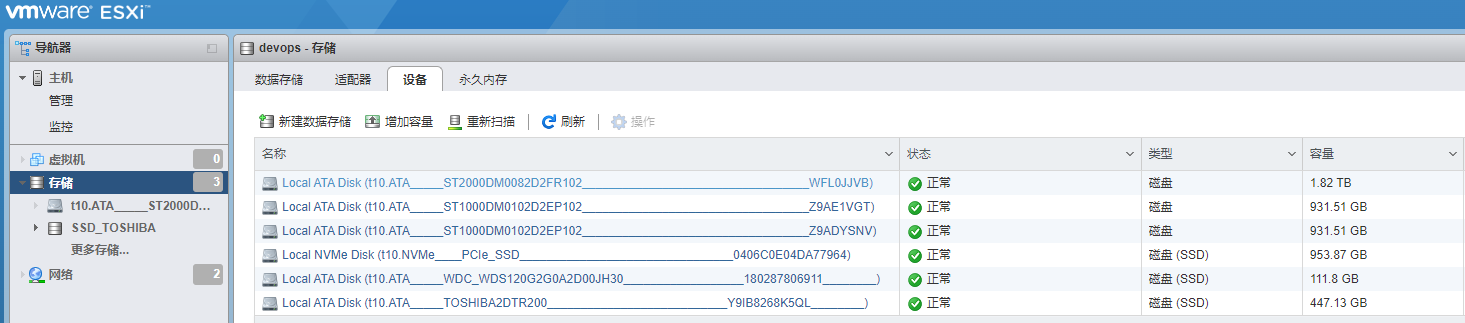 vmware ESXi™
导航器
主机
管理
监控
虚拟机 0
存储 3
t10.ATA_____ST2000D...
SSD_TOSHIBA
更多存储...
网络 2
devops - 存储
数据存储 适配器 设备 永久内存
新建数据存储 增加容量 重新扫描 刷新 操作
名称 状态 类型 容量
Local ATA Disk (t10.ATA_____ST2000DM0082D2FR102__________________________________WFL0JJVB) 正常 磁盘 1.82 TB
Local ATA Disk (t10.ATA_____ST1000DM0102D2EP102__________________________________Z9AE1VGT) 正常 磁盘 931.51 GB
Local ATA Disk (t10.ATA_____ST1000DM0102D2EP102__________________________________Z9ADYSNV) 正常 磁盘 931.51 GB
Local NVMe Disk (t10.NVMe____PCIe_SSD________________________________0406C0E04DA77964) 正常 磁盘 (SSD) 953.87 GB
Local ATA Disk (t10.ATA_____WDC_WDS120G2G0A2D00JH30__________________180287806911________) 正常 磁盘 (SSD) 111.8 GB
Local ATA Disk (t10.ATA_____TOSHIBA2DTR200___________________________Y9IB8268K5QL________) 正常 磁盘 (SSD) 447.13 GB